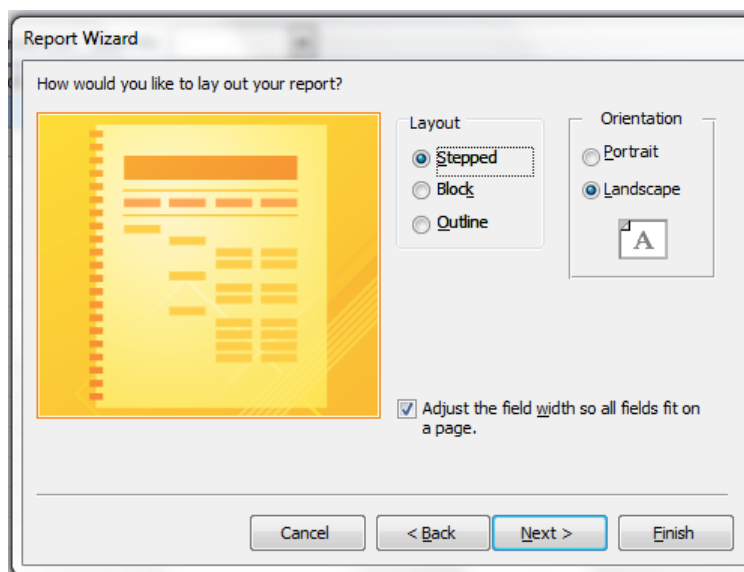 Report Wizard
How would you like to lay out your report?
Layout
Stepped
Block
Outline
Orientation
Portrait
Landscape
A
Adjust the field width so all fields fit on
a page.
Cancel
< Back
Next >
Finish